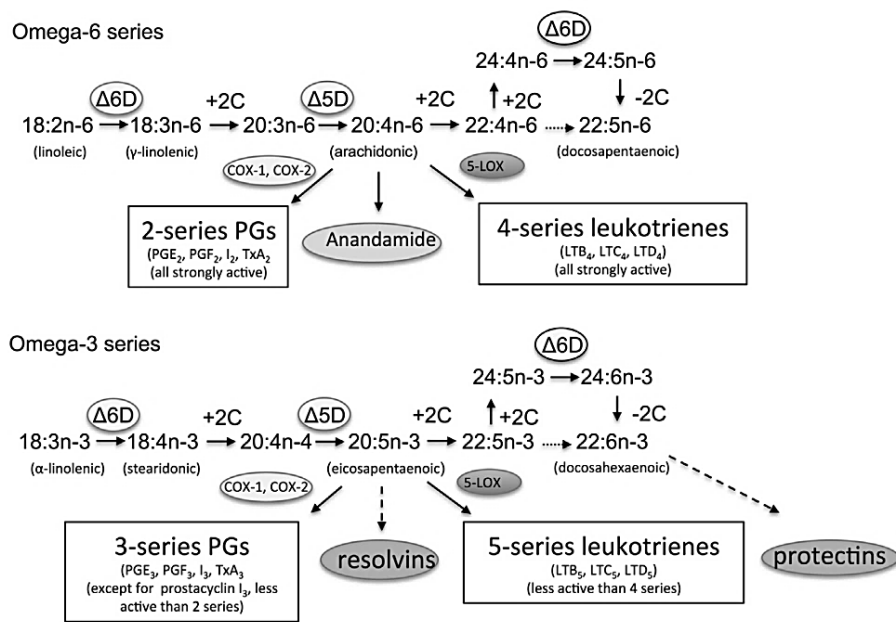 Omega-6 series
Δ6D
24:4n-6 24:5n-6
Δ6D +2C Δ5D +2C +2C -2C
18:2n-6 18:3n-6 20:3n-6 20:4n-6 22:4n-6 22:5n-6
(linoleic) (γ-linolenic) (arachidonic) (docosapentaenoic)
COX-1, COX-2 5-LOX
2-series PGs
(PGE2, PGF2, I2, TxA2
(all strongly active)
Anandamide
4-series leukotrienes
(LTB4, LTC4, LTD4)
(all strongly active)
Omega-3 series
Δ6D
24:5n-3 24:6n-3
Δ6D +2C Δ5D +2C +2C -2C
18:3n-3 18:4n-3 20:4n-4 20:5n-3 22:5n-3 22:6n-3
(α-linolenic) (stearidonic) (eicosapentaenoic) (docosahexaenoic)
COX-1, COX-2 5-LOX
3-series PGs
(PGE3, PGF3, I3, TxA3
(except for prostacyclin I3, less
active than 2 series)
resolvins
5-series leukotrienes
(LTB5, LTC5, LTD5)
(less active than 4 series)
protectins